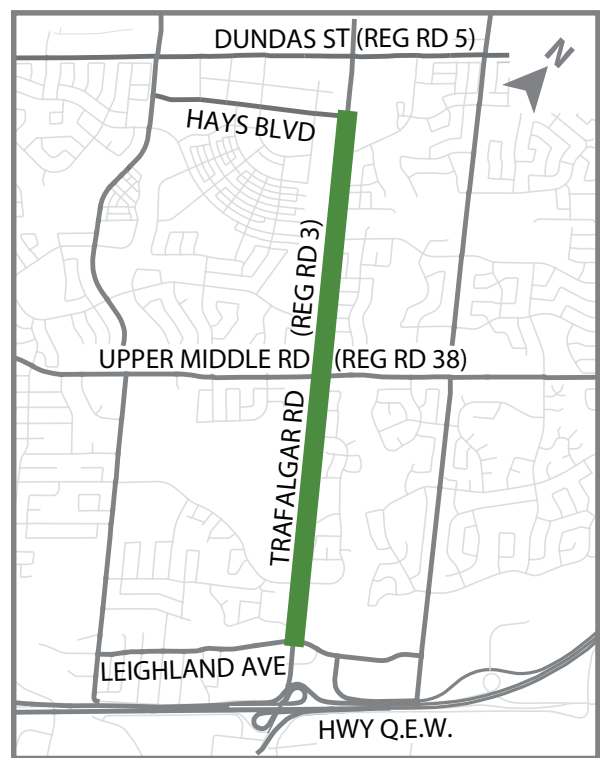 DUNDAS ST (REG RD 5)
N
HAYS BLVD
(REG RD 3)
UPPER MIDDLE RD (REG RD 38)
TRAFALGAR RD
LEIGHLAND AVE
HWY Q.E.W.